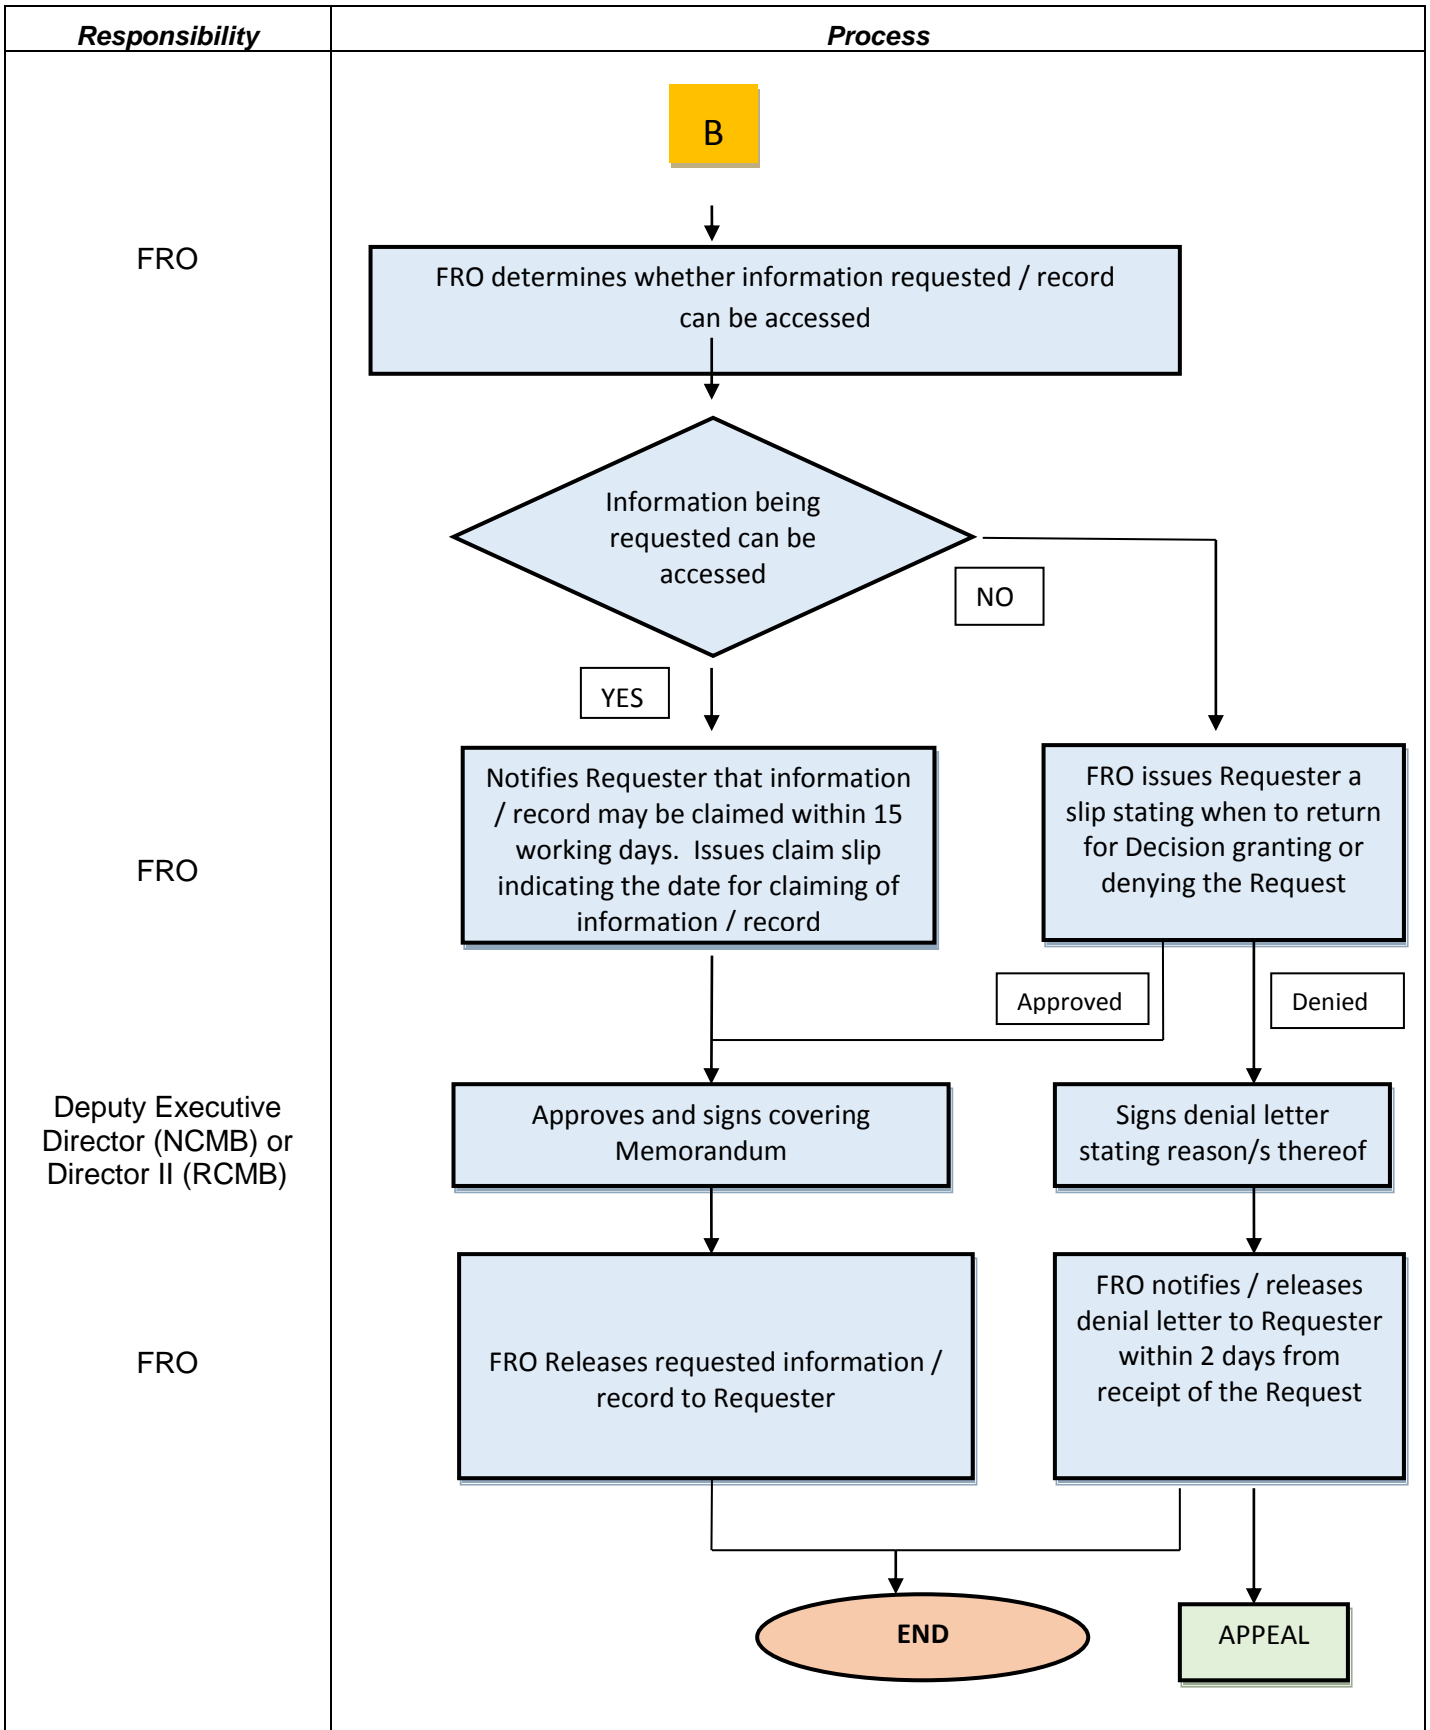 Responsibility
Process
B
FRO
FRO determines whether information requested / record
can be accessed
Information being
requested can be
accessed
NO
YES
FRO
Notifies Requester that information
/ record may be claimed within 15
working days.  Issues claim slip
indicating the date for claiming of
information / record
FRO issues Requester a
slip stating when to return
for Decision granting or
denying the Request
Approved
Denied
Deputy Executive
Director (NCMB) or
Director II (RCMB)
Approves and signs covering
Memorandum
Signs denial letter
stating reason/s thereof
FRO
FRO Releases requested information /
record to Requester
FRO notifies / releases
denial letter to Requester
within 2 days from
receipt of the Request
END
APPEAL